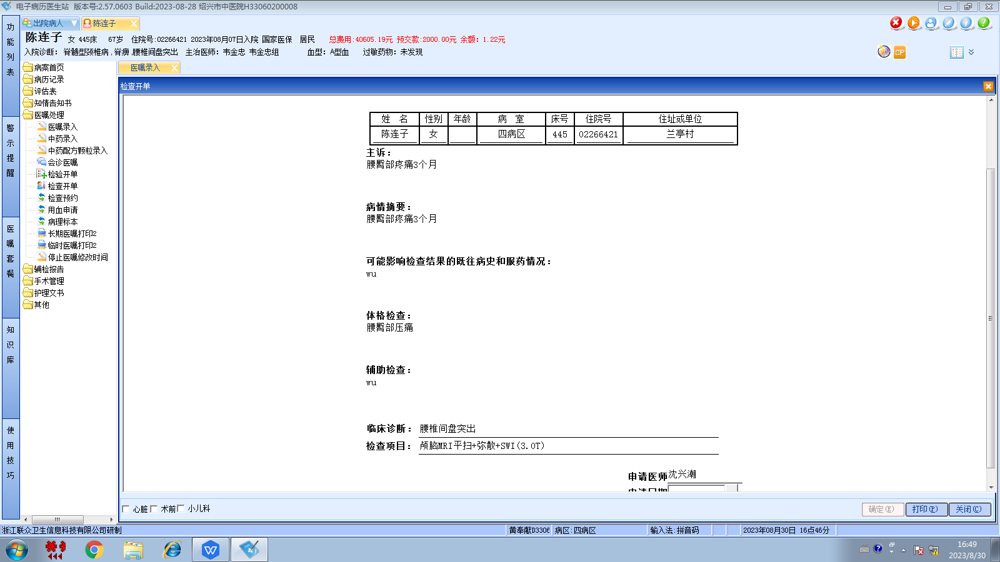 电子病历医生站 版本号:2.57.0603 Build:2023-08-28 绍兴市中医院H33060200008
功能列表
警示提醒
医嘱套餐
知识库
使用技巧
出院病人
陈连子
陈连子 女 445床 67岁 住院号:02266421 2023年08月07日入院 国家医保 居民 总费用:40605.19元 预交款:2000.00元 余额: 1.22元
入院诊断: 脊髓型颈椎病,脊痹 ,腰椎间盘突出 主治医师: 韦金忠 韦金忠组 血型: A型血 过敏药物: 未发现
CP
病案首页
病历记录
评估表
知情告知书
医嘱处理
医嘱录入
中药录入
中药配方颗粒录入
会诊医嘱
检验开单
检查开单
检查预约
用血申请
病理标本
长期医嘱打印2
临时医嘱打印2
停止医嘱修改时间
辅检报告
手术管理
护理文书
其他
医嘱录入
检查开单
姓 名 性别 年龄 病 室 床号 住院号 住址或单位
陈连子 女 四病区 445 02266421 兰亭村
主诉:
腰臀部疼痛3个月
病情摘要:
腰臀部疼痛3个月
可能影响检查结果的既往病史和服药情况:
wu
体格检查:
腰臀部压痛
辅助检查:
wu
临床诊断: 腰椎间盘突出
检查项目: 颅脑MRI平扫+弥散+SWI(3.0T)
申请医师 沈兴潮
申请日期
心脏 术前 小儿科
确定(E) 打印(P) 关闭(C)
浙江联众卫生信息科技有限公司研制 黄奉献D3306 病区:四病区 输入法:拼音码 2023年08月30日 16点46分
16:49
2023/8/30